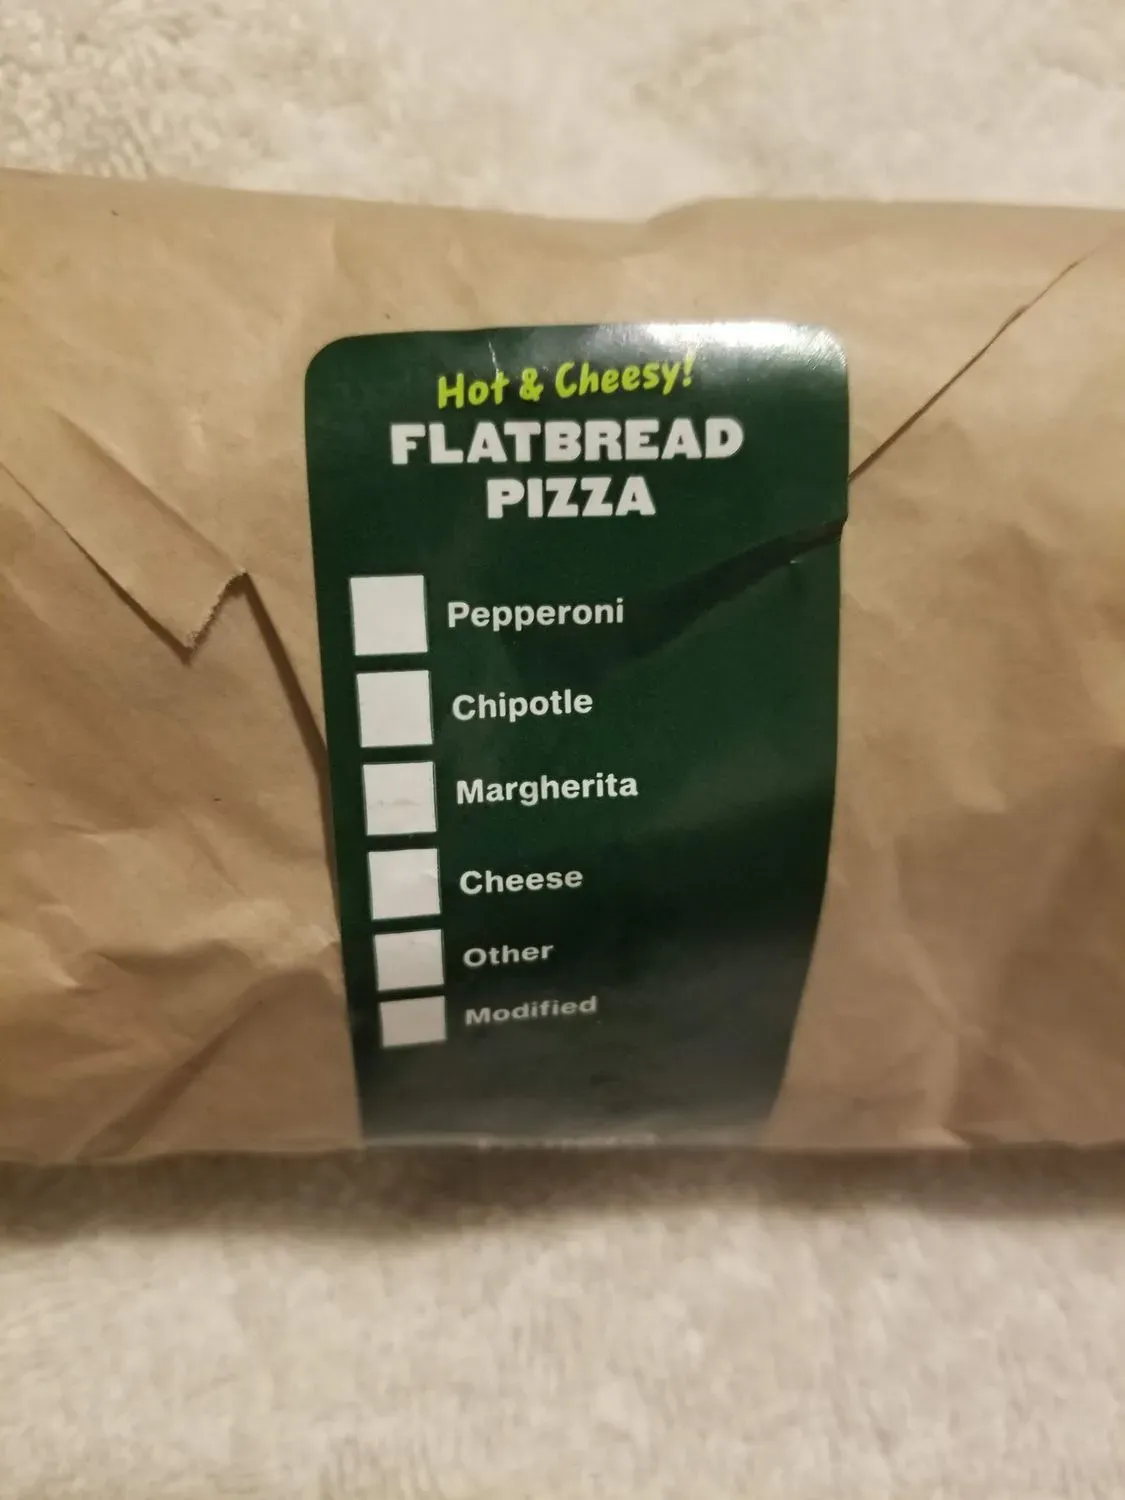 Hot & Cheesy!
FLATBREAD
PIZZA
Pepperoni
Chipotle
Margherita
Cheese
Other
Modified